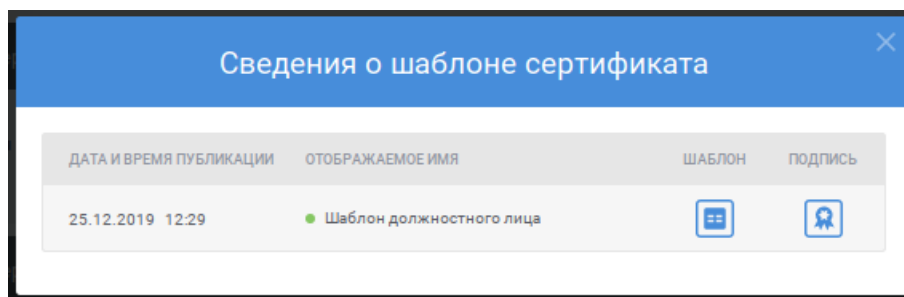 Сведения о шаблоне сертификата
ДАТА И ВРЕМЯ ПУБЛИКАЦИИ ОТОБРАЖАЕМОЕ ИМЯ ШАБЛОН ПОДПИСЬ
25.12.2019 12:29 Шаблон должностного лица